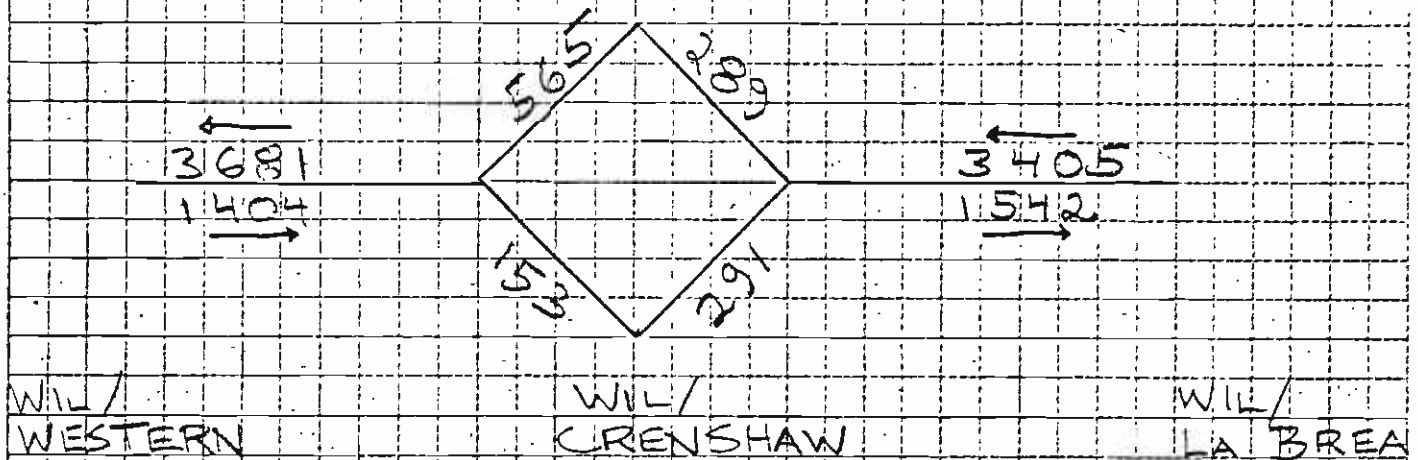 565
289
3681
3405
1404
1542
153
291
WIL/
WESTERN
WIL/
CRENSHAW
WIL/
LA BREA